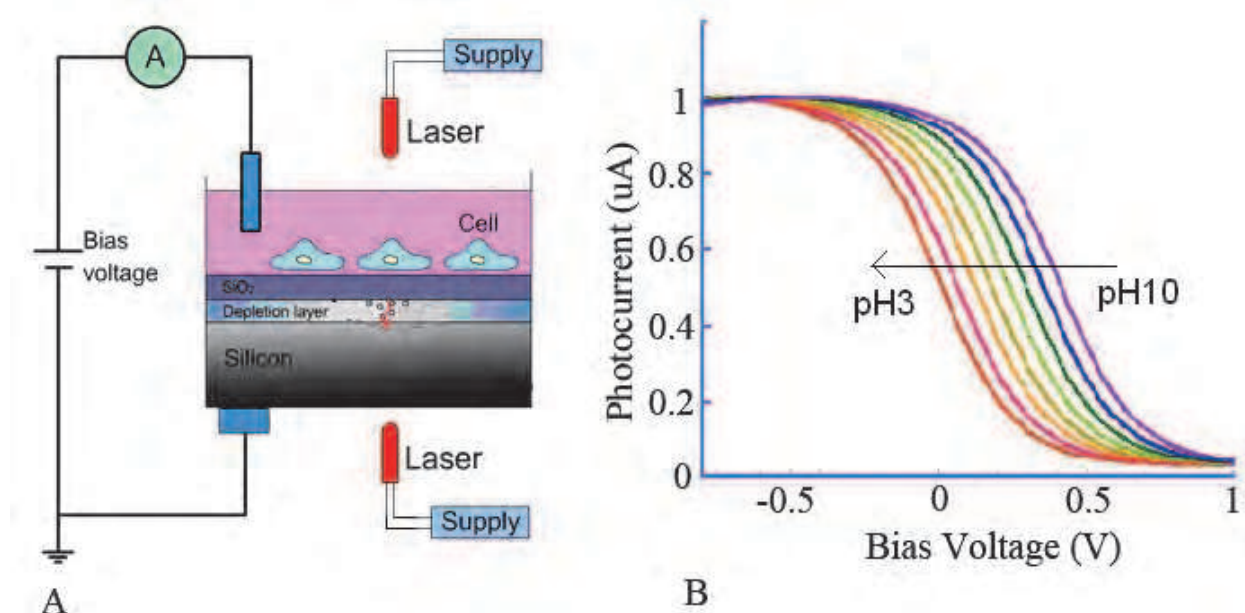 A
Supply
Laser
Bias
voltage
Cell
SiO₂
Depletion layer
Silicon
Laser
Supply
A
Photocurrent (uA)
1
0.8
0.6
0.4
0.2
0
pH3
pH10
-0.5
0
0.5
1
Bias Voltage (V)
B